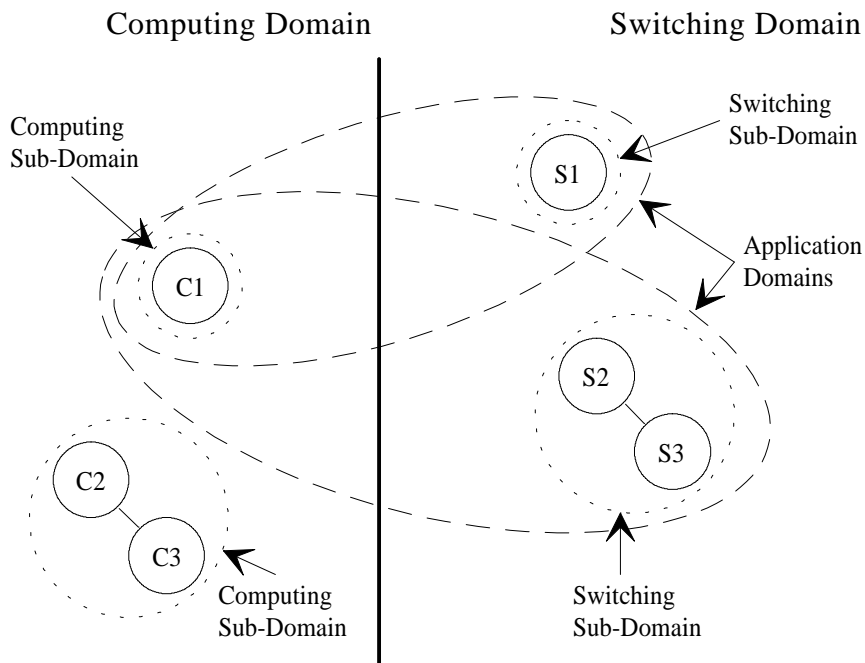 Computing Domain
Switching Domain
Computing
Sub-Domain
Switching
Sub-Domain
S1
Application
Domains
C1
S2
S3
C2
C3
Computing
Sub-Domain
Switching
Sub-Domain